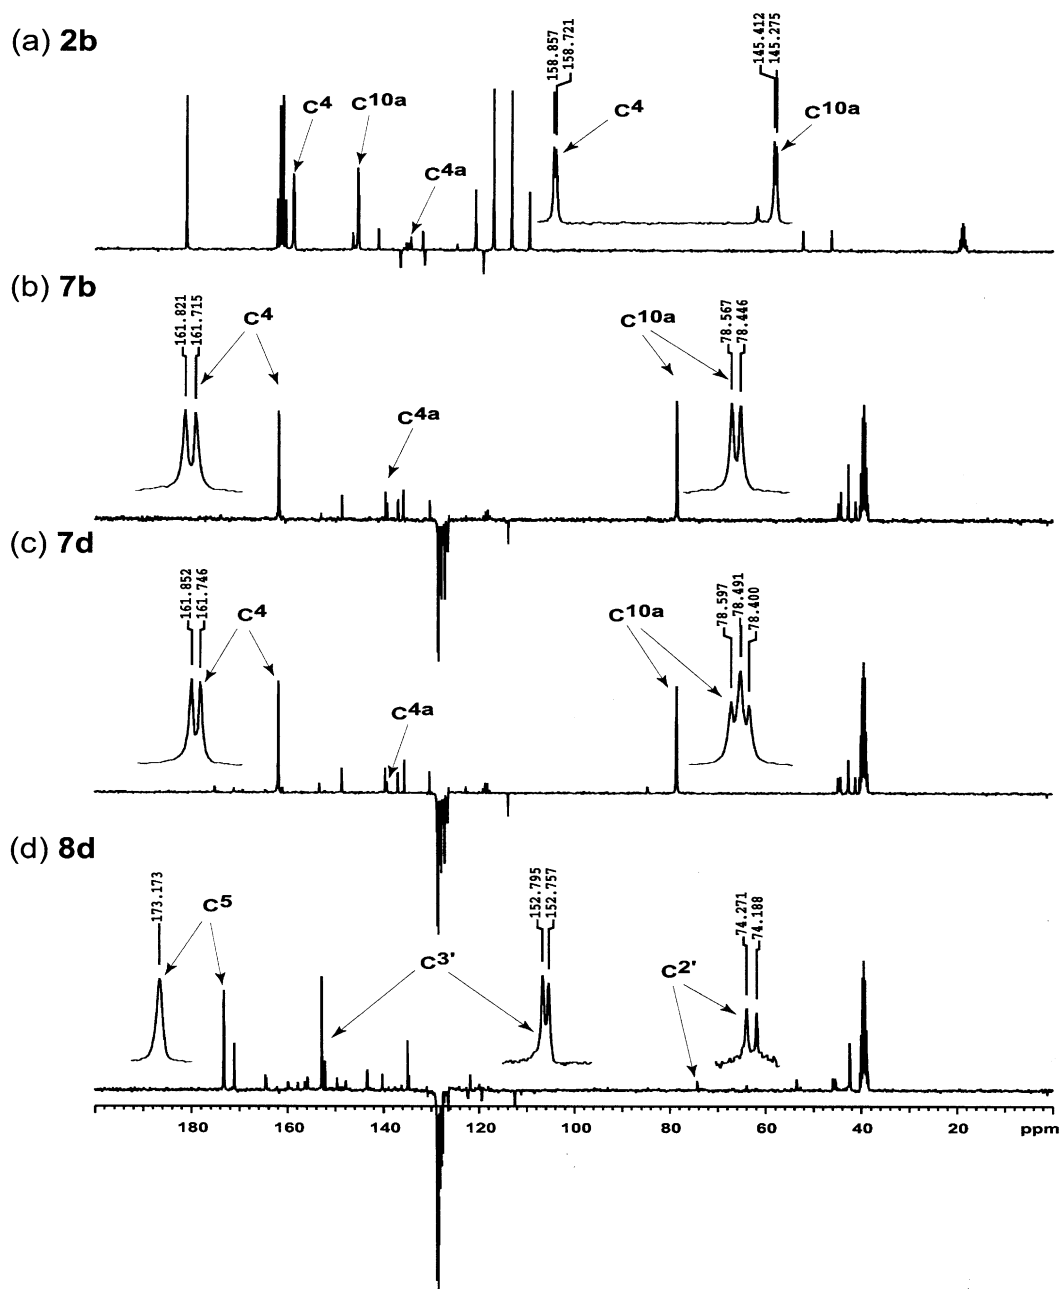 (a) 2b
158.857
158.721
145.412
145.275
C4
C10a
C4
C10a
C4a
(b) 7b
161.821
161.715
C4
C10a
78.567
78.446
C4a
(c) 7d
161.852
161.746
C4
C10a
78.597
78.491
78.400
C4a
(d) 8d
173.173
C5
152.795
152.757
C3'
74.271
74.188
C2'
180 160 140 120 100 80 60 40 20 ppm